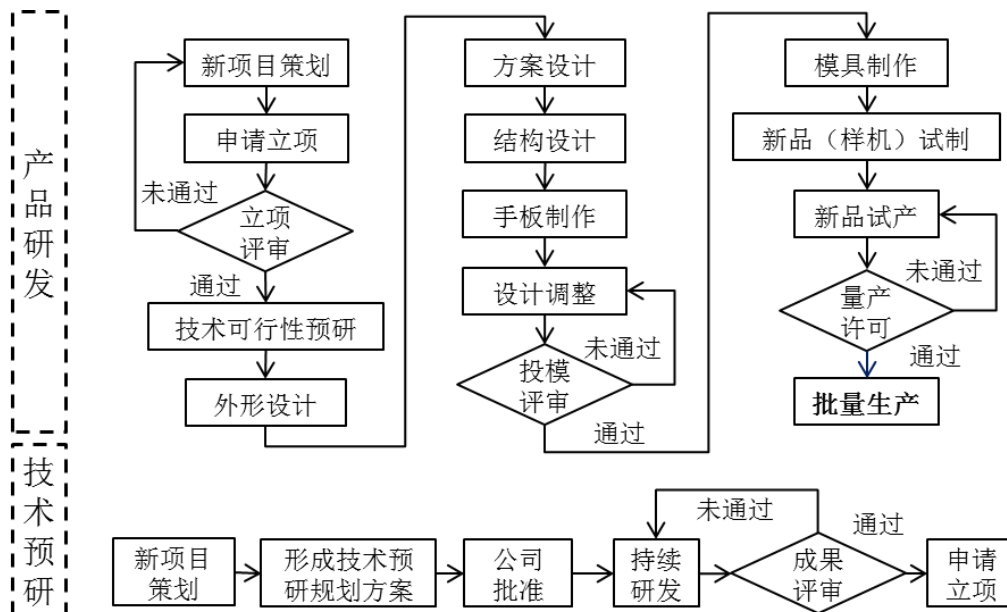 产品研发
新项目策划
申请立项
未通过
立项
评审
通过
技术可行性预研
外形设计
方案设计
结构设计
手板制作
设计调整
未通过
投模
评审
通过
模具制作
新品（样机）试制
新品试产
未通过
量产
许可
通过
批量生产
技术预研
新项目
策划
形成技术预
研规划方案
公司
批准
持续
研发
未通过
成果
评审
通过
申请
立项